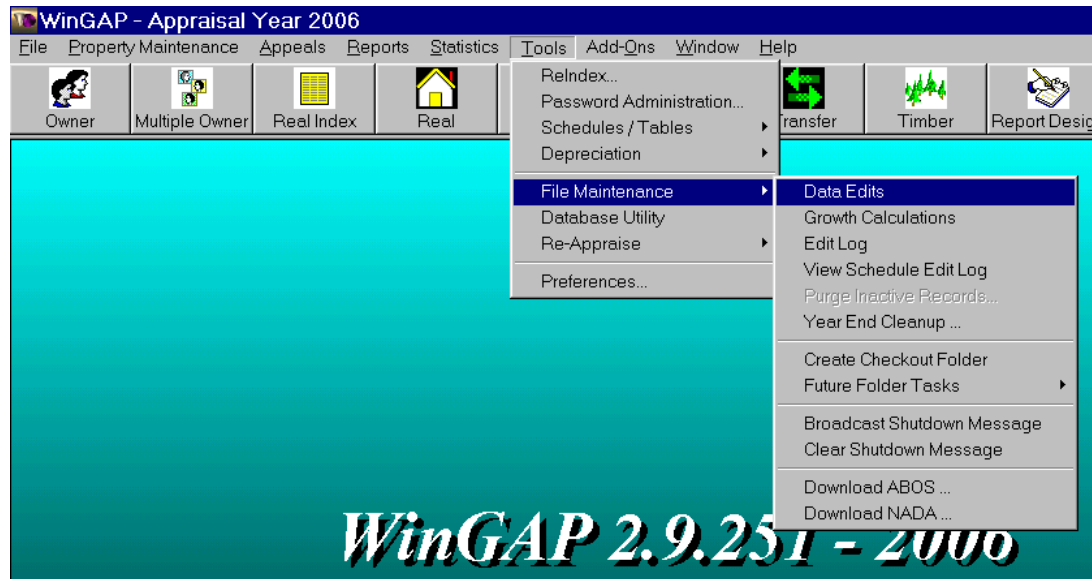 WinGAP - Appraisal Year 2006
File Property Maintenance Appeals Reports Statistics Tools Add-Ons Window Help
Owner Multiple Owner Real Index Real Transfer Timber Report Desig
ReIndex...
Password Administration...
Schedules / Tables
Depreciation
File Maintenance
Database Utility
Re-Appraise
Preferences...
Data Edits
Growth Calculations
Edit Log
View Schedule Edit Log
Purge Inactive Records...
Year End Cleanup ...
Create Checkout Folder
Future Folder Tasks
Broadcast Shutdown Message
Clear Shutdown Message
Download ABOS ...
Download NADA ...
WinGAP 2.9.251 - 2006